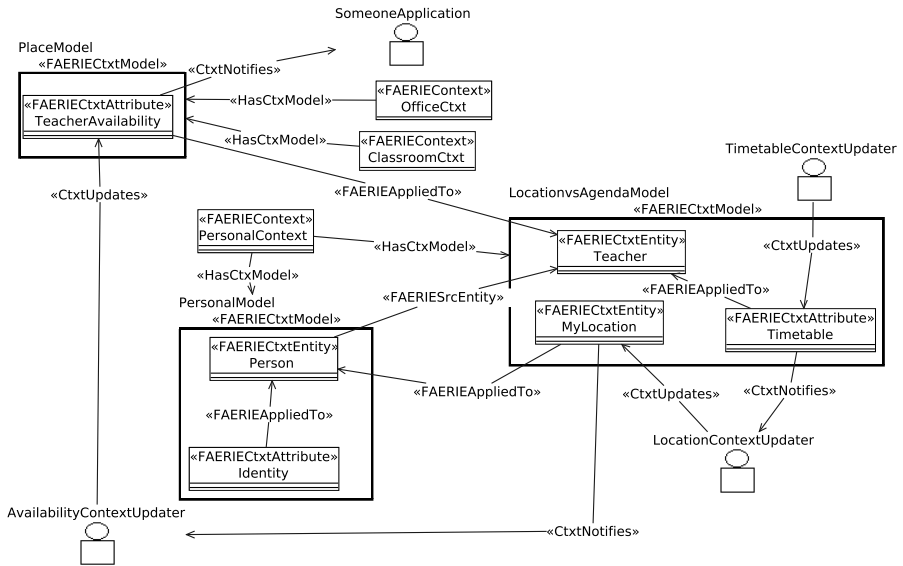 SomeoneApplication
PlaceModel
«FAERIECtxtModel»
«CtxtNotifies»
«FAERIECtxtAttribute»
TeacherAvailability
«HasCtxModel»
«FAERIEContext»
OfficeCtxt
«HasCtxModel»
«FAERIEContext»
ClassroomCtxt
TimetableContextUpdater
«CtxtUpdates»
«FAERIEAppliedTo»
LocationvsAgendaModel
«FAERIECtxtModel»
«FAERIEContext»
PersonalContext
«HasCtxModel»
«FAERIECtxtEntity»
Teacher
«CtxtUpdates»
«HasCtxModel»
«FAERIESrcEntity»
«FAERIEAppliedTo»
PersonalModel
«FAERIECtxtModel»
«FAERIECtxtEntity»
MyLocation
«FAERIECtxtAttribute»
Timetable
«FAERIECtxtEntity»
Person
«FAERIEAppliedTo»
«CtxtUpdates»
«CtxtNotifies»
«FAERIEAppliedTo»
LocationContextUpdater
«FAERIECtxtAttribute»
Identity
AvailabilityContextUpdater
«CtxtNotifies»